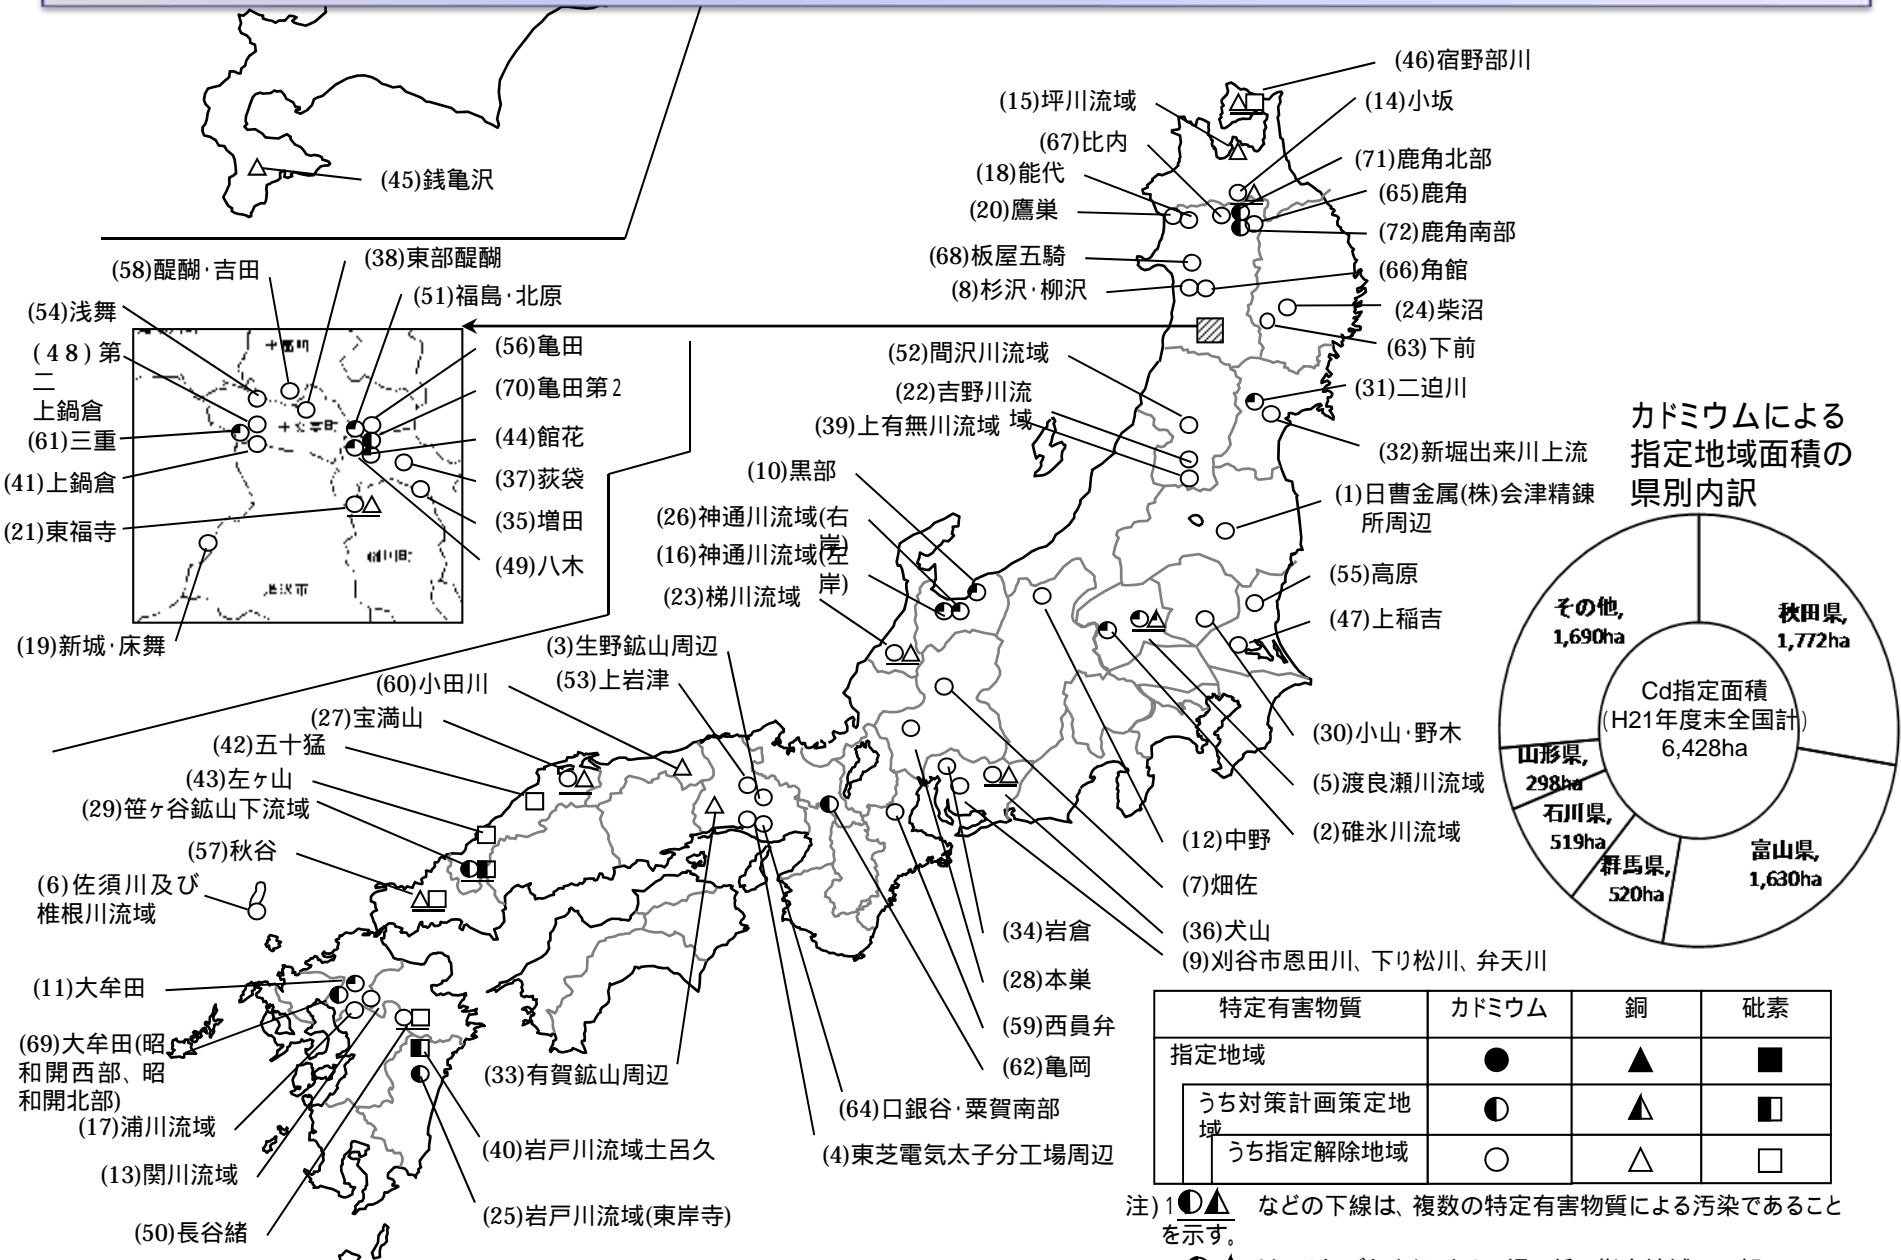 (46)宿野部川
(15)坪川流域
(14)小坂
(67)比内
(71)鹿角北部
(18)能代
(65)鹿角
(45)銭亀沢
(20)鷹巣
(72)鹿角南部
(68)板屋五騎
(66)角館
(8)杉沢･柳沢
(24)柴沼
(63)下前
(58)醍醐･吉田
(38)東部醍醐
(54)浅舞
(51)福島･北原
(48)第
二
上鍋倉
(56)亀田
(70)亀田第2
(61)三重
(44)館花
(41)上鍋倉
(37)荻袋
(21)東福寺
(35)増田
(49)八木
(19)新城･床舞
(52)間沢川流域
(22)吉野川流
域
(39)上有無川流域
(31)二迫川
(32)新堀出来川上流
(10)黒部
(1)日曹金属(株)会津精錬
所周辺
(26)神通川流域(右
岸)
(16)神通川流域(左
岸)
(23)梯川流域
(55)高原
(47)上稲吉
(3)生野鉱山周辺
(53)上岩津
(60)小田川
(27)宝満山
(42)五十猛
(43)左ヶ山
(29)笹ヶ谷鉱山下流域
(57)秋谷
(6)佐須川及び
椎根川流域
(30)小山･野木
(5)渡良瀬川流域
(2)碓氷川流域
(12)中野
(7)畑佐
(36)犬山
(9)刈谷市恩田川、下り松川、弁天川
(34)岩倉
(28)本巣
(59)西員弁
(62)亀岡
(11)大牟田
(69)大牟田(昭
和開西部、昭
和開北部)
(17)浦川流域
(13)関川流域
(50)長谷緒
(33)有賀鉱山周辺
(64)口銀谷･粟賀南部
(4)東芝電気太子分工場周辺
(40)岩戸川流域土呂久
(25)岩戸川流域(東岸寺)
カドミウムによる
指定地域面積の
県別内訳
その他,
1,690ha
秋田県,
1,772ha
Cd指定面積
(H21年度末全国計)
6,428ha
山形県,
298ha
石川県,
519ha
群馬県,
520ha
富山県,
1,630ha
特定有害物質 カドミウム 銅 砒素
指定地域 ● ▲ ■
うち対策計画策定地
域
うち指定解除地域 ○ △ □
注)1 などの下線は、複数の特定有害物質による汚染であること
を示す。